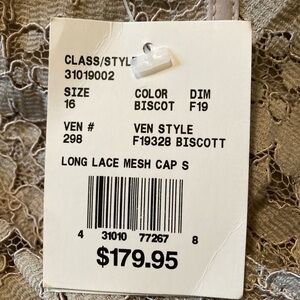 CLASS/STYLE
31019002
SIZE COLOR DIM
16 BISCOT F19
VEN # VEN STYLE
298 F19328 BISCOTT
LONG LACE MESH CAP S
4 31010 77267 8
$179.95